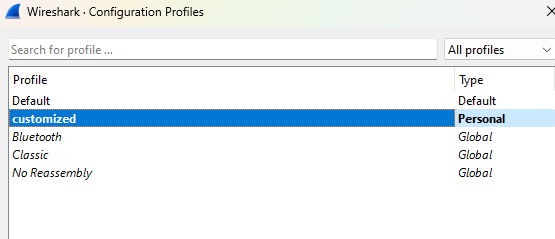 Wireshark · Configuration Profiles
Search for profile ... All profiles
Profile Type
Default Default
customized Personal
Bluetooth Global
Classic Global
No Reassembly Global